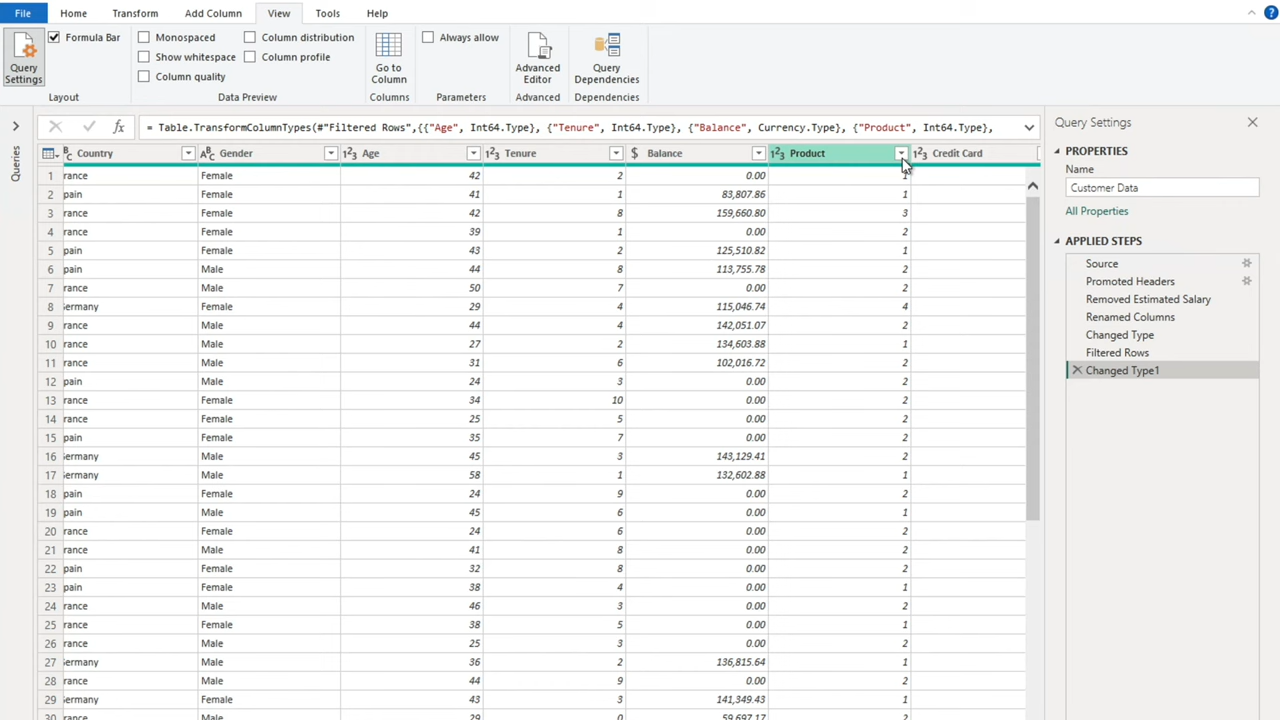 File Home Transform Add Column View Tools Help
Formula Bar Monospaced Column distribution Always allow
Show whitespace Column profile
Column quality
Query Settings
Go to Column
Advanced Editor
Query Dependencies
Layout Data Preview Columns Parameters Advanced Dependencies
= Table.TransformColumnTypes(#"Filtered Rows",{{"Age", Int64.Type}, {"Tenure", Int64.Type}, {"Balance", Currency.Type}, {"Product", Int64.Type},
Queries
Country Gender Age Tenure Balance Product Credit Card
1 rance Female 42 2 0.00 1
2 pain Female 41 1 83,807.86 1
3 rance Female 42 8 159,660.80 3
4 rance Female 39 1 0.00 2
5 pain Female 43 2 125,510.82 1
6 pain Male 44 8 113,755.78 2
7 rance Male 50 7 0.00 2
8 Germany Female 29 4 115,046.74 4
9 rance Male 44 4 142,051.07 2
10 rance Male 27 2 134,603.88 1
11 rance Male 31 6 102,016.72 2
12 pain Male 24 3 0.00 2
13 rance Female 34 10 0.00 2
14 rance Female 25 5 0.00 2
15 pain Female 35 7 0.00 2
16 Germany Male 45 3 143,129.41 2
17 Germany Male 58 1 132,602.88 1
18 pain Female 24 9 0.00 2
19 pain Male 45 6 0.00 1
20 rance Female 24 6 0.00 2
21 rance Male 41 8 0.00 2
22 pain Female 32 8 0.00 2
23 pain Female 38 4 0.00 1
24 rance Male 46 3 0.00 2
25 rance Female 38 5 0.00 1
26 rance Male 25 3 0.00 2
27 Germany Male 36 2 136,815.64 1
28 rance Male 44 9 0.00 2
29 Germany Female 43 3 141,349.43 1
30 rance Male 29 0 59,697.17 2
Query Settings
PROPERTIES
Name
Customer Data
All Properties
APPLIED STEPS
Source
Promoted Headers
Removed Estimated Salary
Renamed Columns
Changed Type
Filtered Rows
Changed Type1